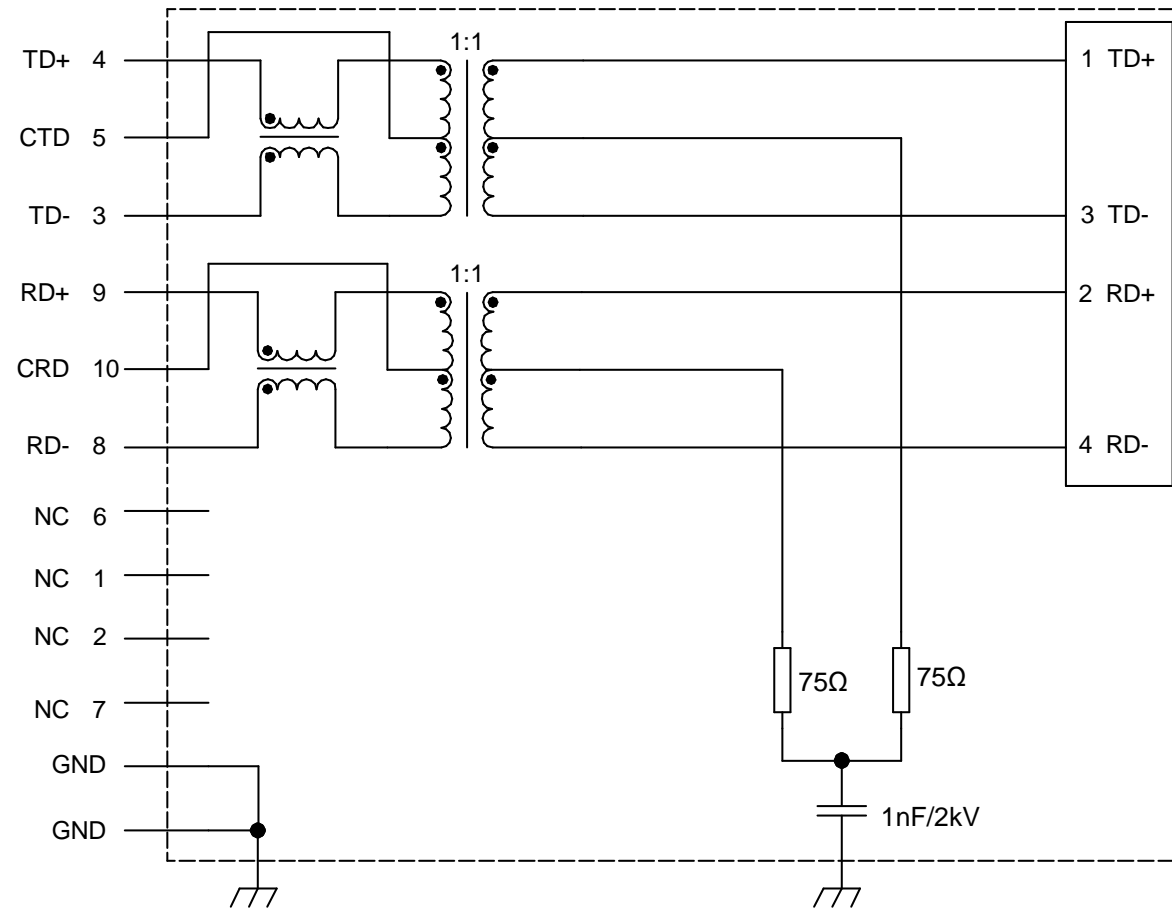 1:1
TD+ 4
1 TD+
CTD 5
TD- 3
3 TD-
1:1
RD+ 9
2 RD+
CRD 10
RD- 8
4 RD-
NC 6
NC 1
NC 2
75Ω
75Ω
NC 7
GND
1nF/2kV
GND